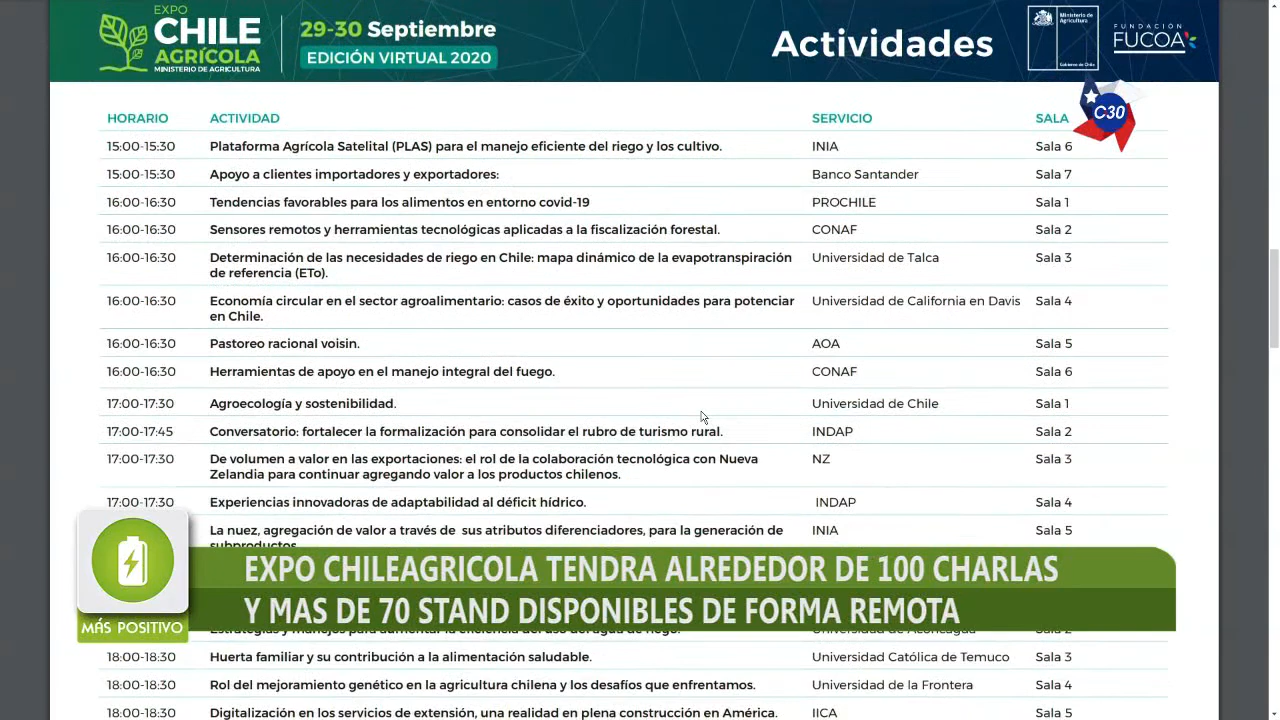 EXPO
CHILE
AGRÍCOLA
MINISTERIO DE AGRICULTURA
29-30 Septiembre
EDICIÓN VIRTUAL 2020
Actividades
Ministerio de
Agricultura
Gobierno de Chile
FUNDACIÓN
FUCOA
C30
HORARIO ACTIVIDAD SERVICIO SALA
15:00-15:30 Plataforma Agrícola Satelital (PLAS) para el manejo eficiente del riego y los cultivo. INIA Sala 6
15:00-15:30 Apoyo a clientes importadores y exportadores: Banco Santander Sala 7
16:00-16:30 Tendencias favorables para los alimentos en entorno covid-19 PROCHILE Sala 1
16:00-16:30 Sensores remotos y herramientas tecnológicas aplicadas a la fiscalización forestal. CONAF Sala 2
16:00-16:30 Determinación de las necesidades de riego en Chile: mapa dinámico de la evapotranspiración Universidad de Talca Sala 3
de referencia (ETo).
16:00-16:30 Economía circular en el sector agroalimentario: casos de éxito y oportunidades para potenciar Universidad de California en Davis Sala 4
en Chile.
16:00-16:30 Pastoreo racional voisin. AOA Sala 5
16:00-16:30 Herramientas de apoyo en el manejo integral del fuego. CONAF Sala 6
17:00-17:30 Agroecología y sostenibilidad. Universidad de Chile Sala 1
17:00-17:45 Conversatorio: fortalecer la formalización para consolidar el rubro de turismo rural. INDAP Sala 2
17:00-17:30 De volumen a valor en las exportaciones: el rol de la colaboración tecnológica con Nueva NZ Sala 3
Zelandia para continuar agregando valor a los productos chilenos.
17:00-17:30 Experiencias innovadoras de adaptabilidad al déficit hídrico. INDAP Sala 4
La nuez, agregación de valor a través de sus atributos diferenciadores, para la generación de INIA Sala 5
subproductos.
EXPO CHILEAGRICOLA TENDRA ALREDEDOR DE 100 CHARLAS
Y MAS DE 70 STAND DISPONIBLES DE FORMA REMOTA
MÁS POSITIVO
Estrategias y manejos para aumentar la eficiencia del uso del agua de riego. Universidad de Aconcagua Sala 2
18:00-18:30 Huerta familiar y su contribución a la alimentación saludable. Universidad Católica de Temuco Sala 3
18:00-18:30 Rol del mejoramiento genético en la agricultura chilena y los desafíos que enfrentamos. Universidad de la Frontera Sala 4
18:00-18:30 Digitalización en los servicios de extensión, una realidad en plena construcción en América. IICA Sala 5